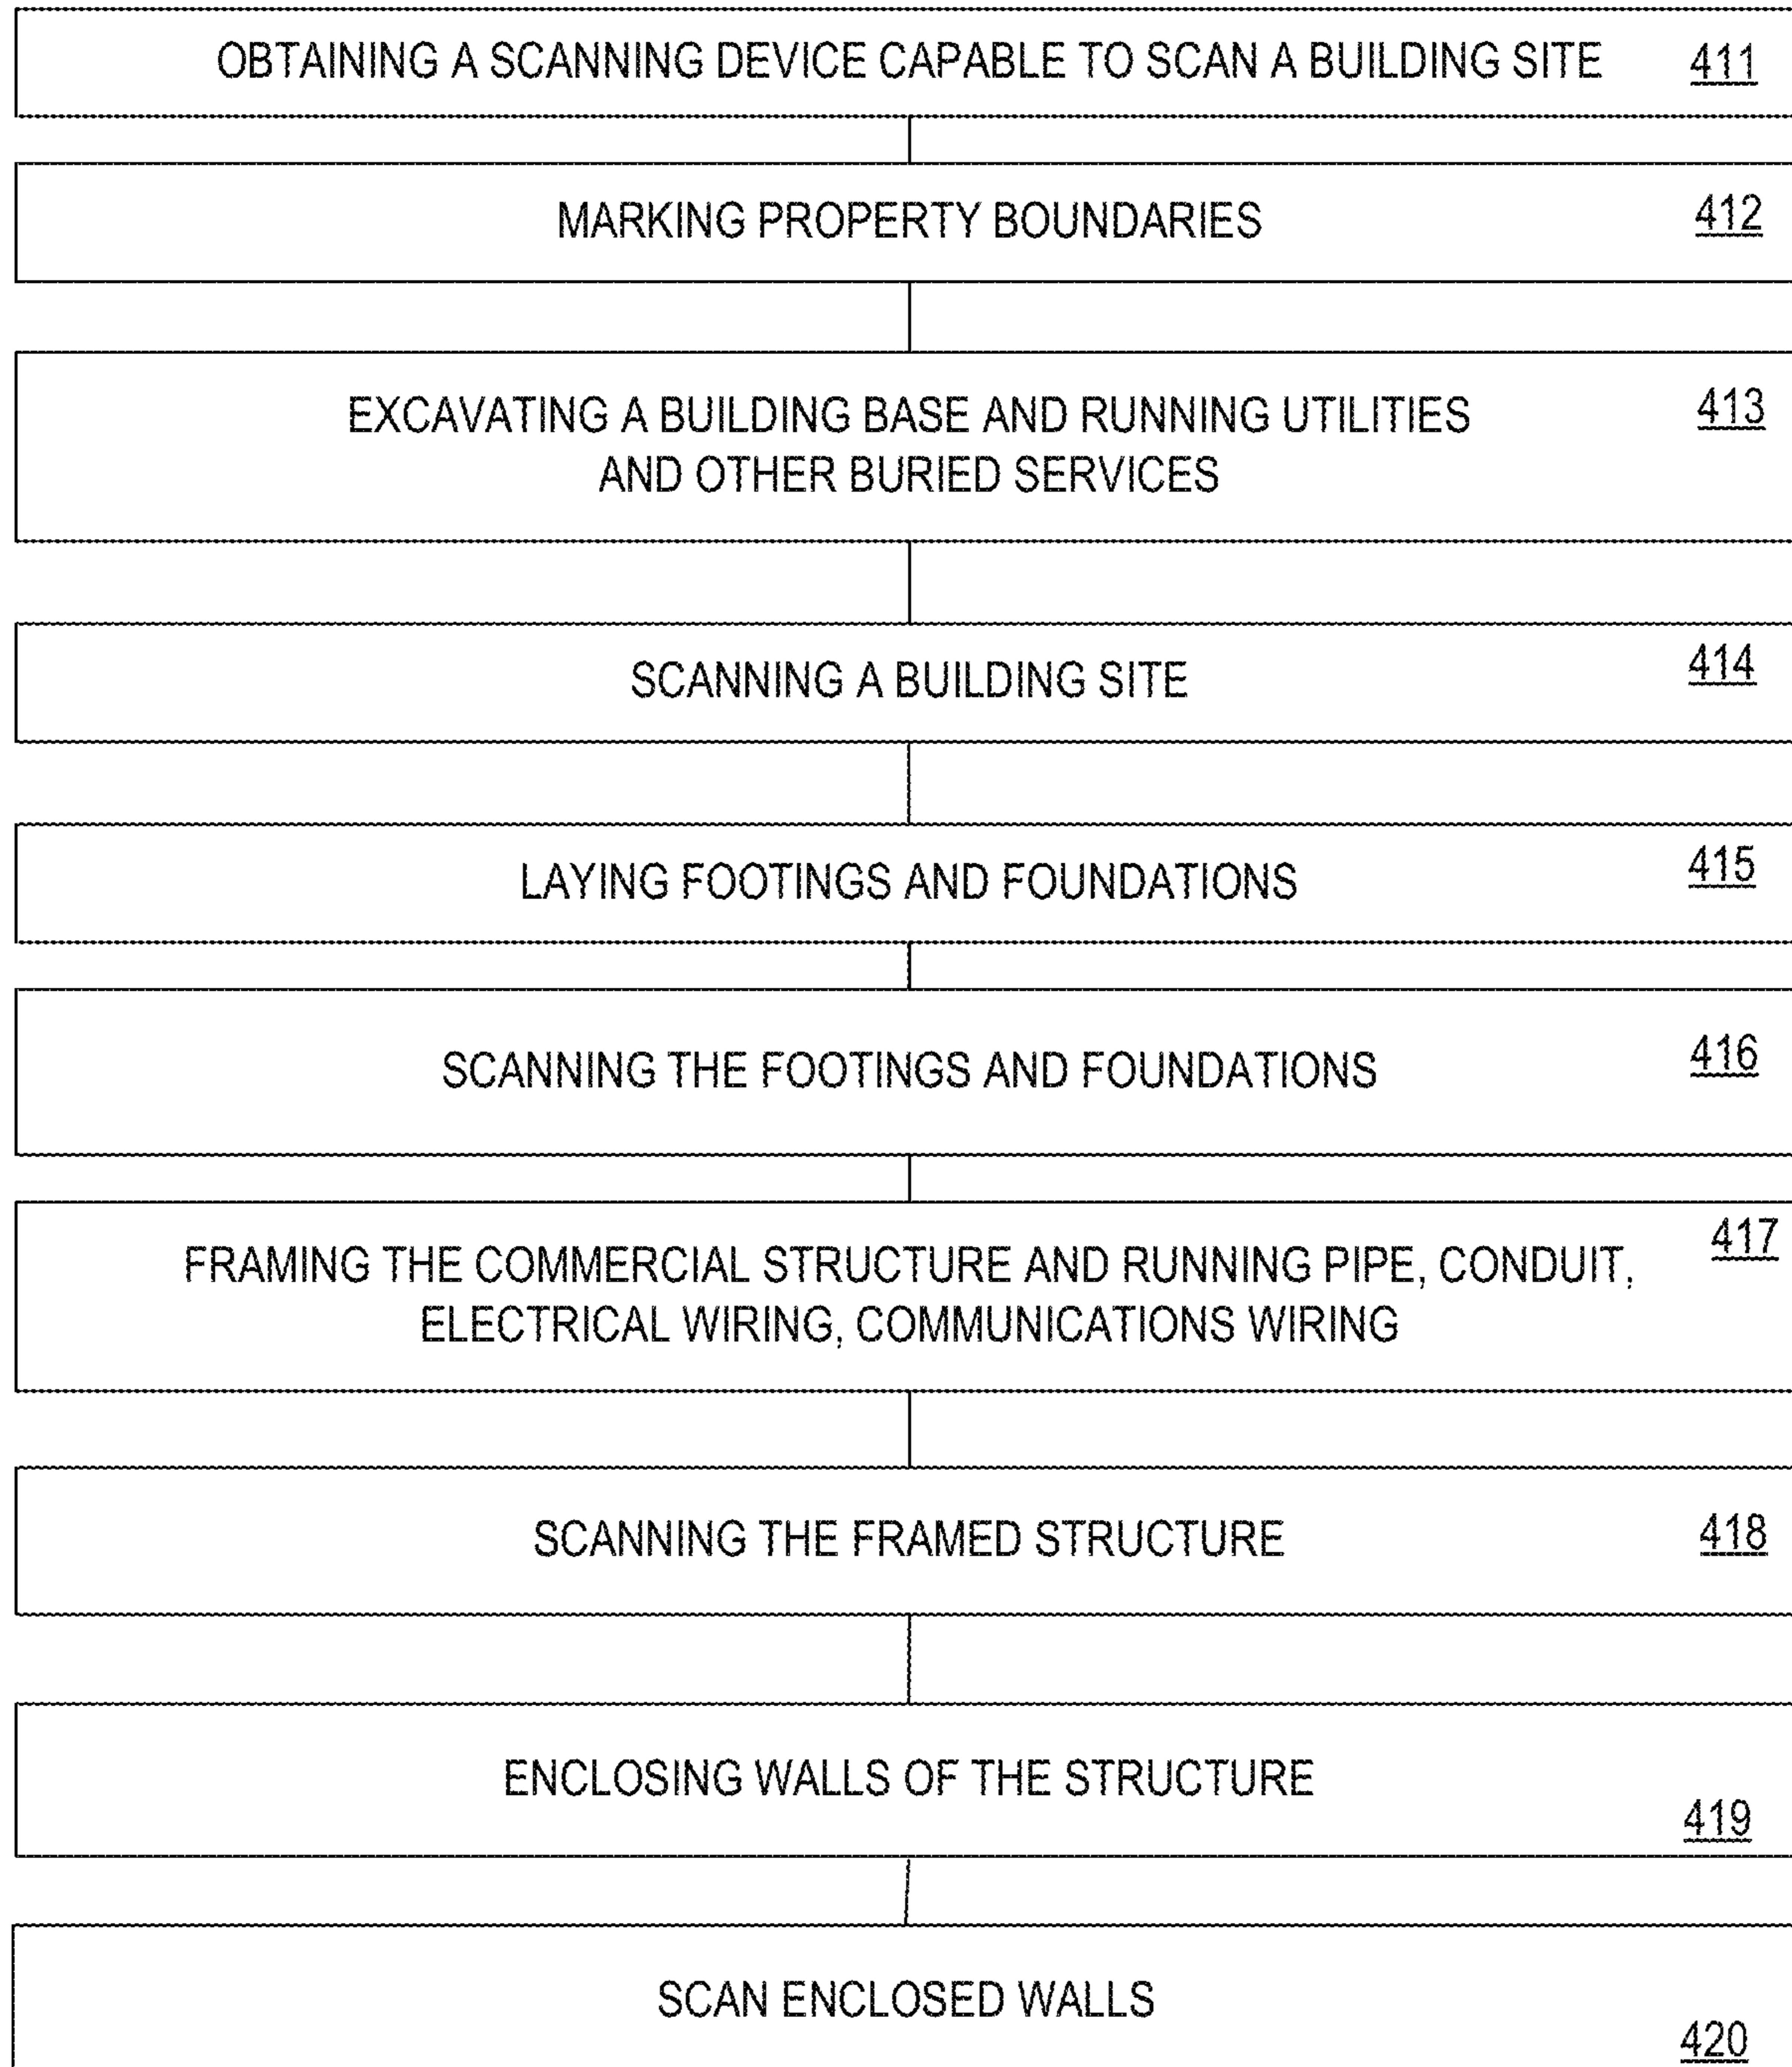 OBTAINING A SCANNING DEVICE CAPABLE TO SCAN A BUILDING SITE 411
MARKING PROPERTY BOUNDARIES 412
EXCAVATING A BUILDING BASE AND RUNNING UTILITIES 413
AND OTHER BURIED SERVICES
SCANNING A BUILDING SITE 414
LAYING FOOTINGS AND FOUNDATIONS 415
SCANNING THE FOOTINGS AND FOUNDATIONS 416
FRAMING THE COMMERCIAL STRUCTURE AND RUNNING PIPE, CONDUIT, 417
ELECTRICAL WIRING, COMMUNICATIONS WIRING
SCANNING THE FRAMED STRUCTURE 418
ENCLOSING WALLS OF THE STRUCTURE
419
SCAN ENCLOSED WALLS
420